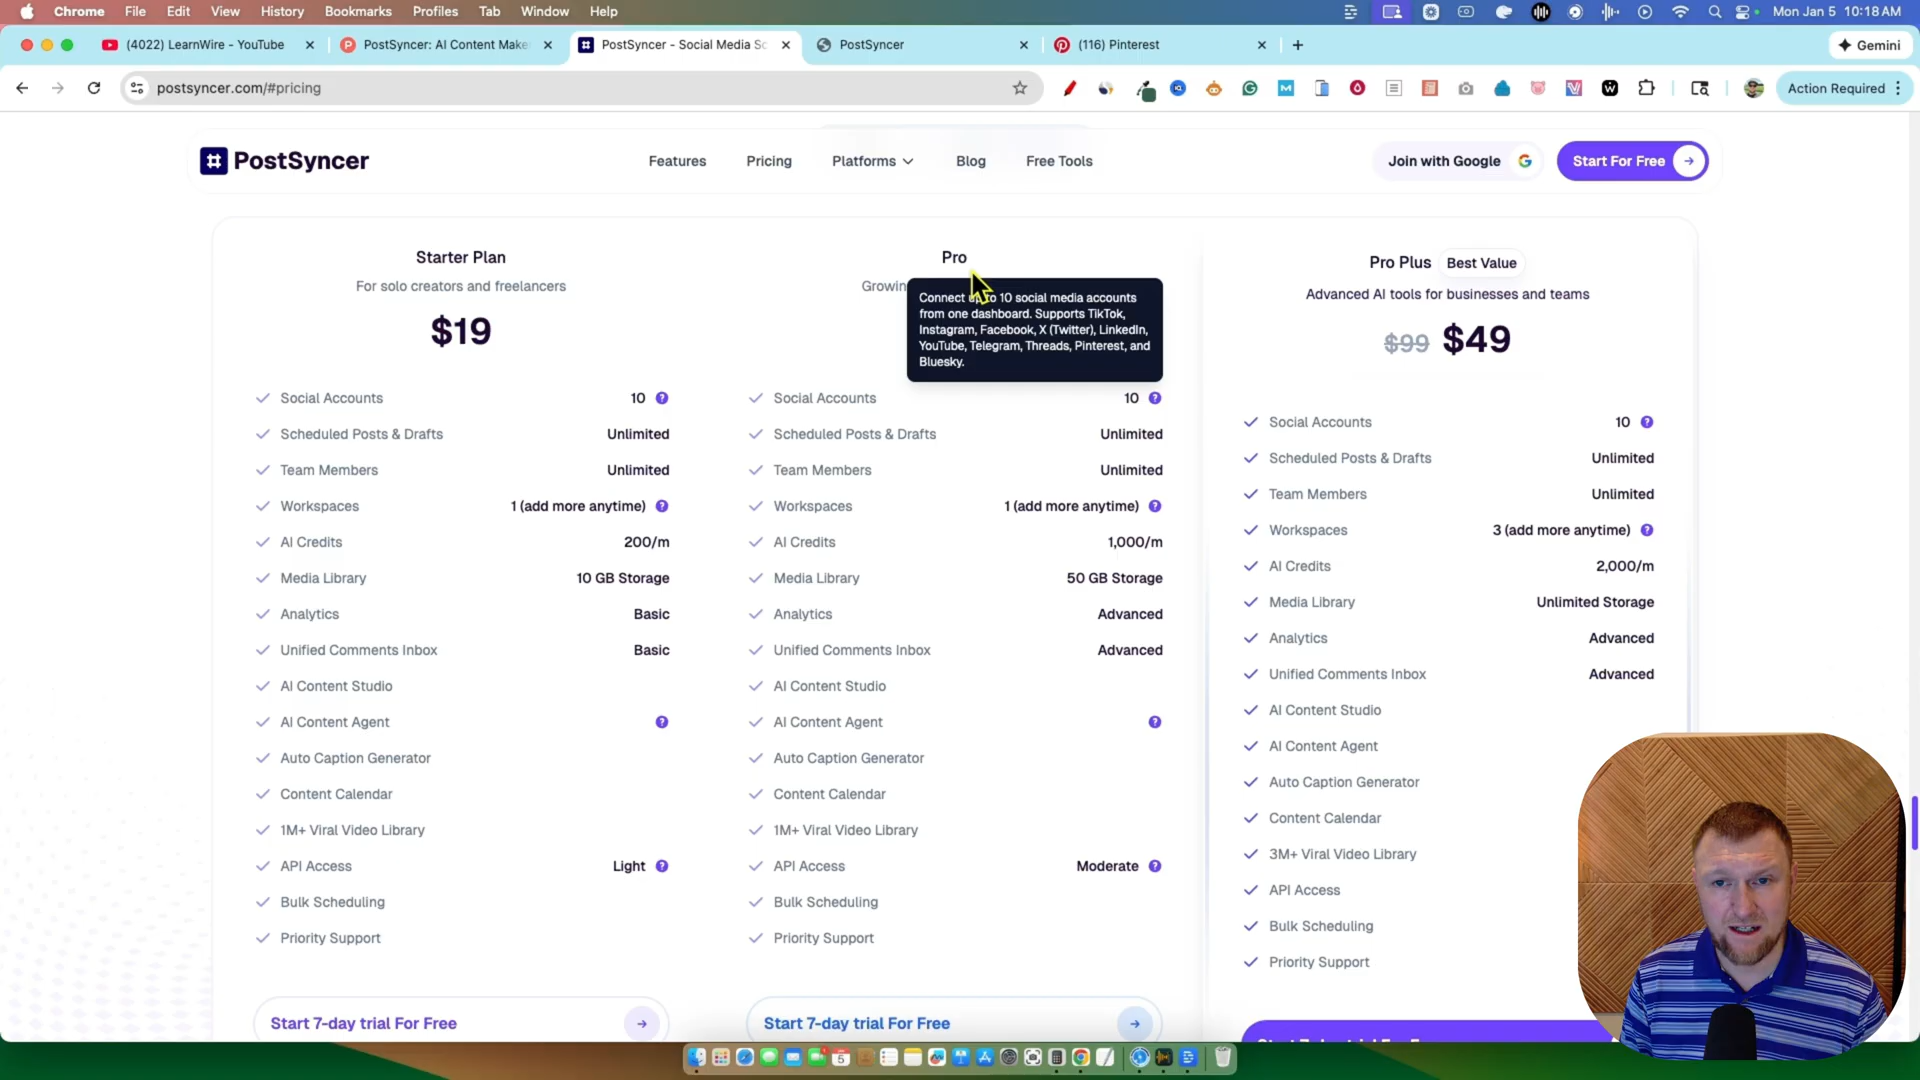 Chrome File Edit View History Bookmarks Profiles Tab Window Help Mon Jan 5 10:18 AM
(4022) LearnWire - YouTube PostSyncer: AI Content Make PostSyncer - Social Media Sc PostSyncer (116) Pinterest Gemini
postsyncer.com/#pricing Action Required
PostSyncer Features Pricing Platforms Blog Free Tools Join with Google Start For Free
Starter Plan
For solo creators and freelancers
$19
Social Accounts 10
Scheduled Posts & Drafts Unlimited
Team Members Unlimited
Workspaces 1 (add more anytime)
AI Credits 200/m
Media Library 10 GB Storage
Analytics Basic
Unified Comments Inbox Basic
AI Content Studio
AI Content Agent
Auto Caption Generator
Content Calendar
1M+ Viral Video Library
API Access Light
Bulk Scheduling
Priority Support
Start 7-day trial For Free
Pro
Connect up to 10 social media accounts
from one dashboard. Supports TikTok,
Instagram, Facebook, X (Twitter), LinkedIn,
YouTube, Telegram, Threads, Pinterest, and
Bluesky.
Social Accounts 10
Scheduled Posts & Drafts Unlimited
Team Members Unlimited
Workspaces 1 (add more anytime)
AI Credits 1,000/m
Media Library 50 GB Storage
Analytics Advanced
Unified Comments Inbox Advanced
AI Content Studio
AI Content Agent
Auto Caption Generator
Content Calendar
1M+ Viral Video Library
API Access Moderate
Bulk Scheduling
Priority Support
Start 7-day trial For Free
Pro Plus Best Value
Advanced AI tools for businesses and teams
$99 $49
Social Accounts 10
Scheduled Posts & Drafts Unlimited
Team Members Unlimited
Workspaces 3 (add more anytime)
AI Credits 2,000/m
Media Library Unlimited Storage
Analytics Advanced
Unified Comments Inbox Advanced
AI Content Studio
AI Content Agent
Auto Caption Generator
Content Calendar
3M+ Viral Video Library
API Access
Bulk Scheduling
Priority Support